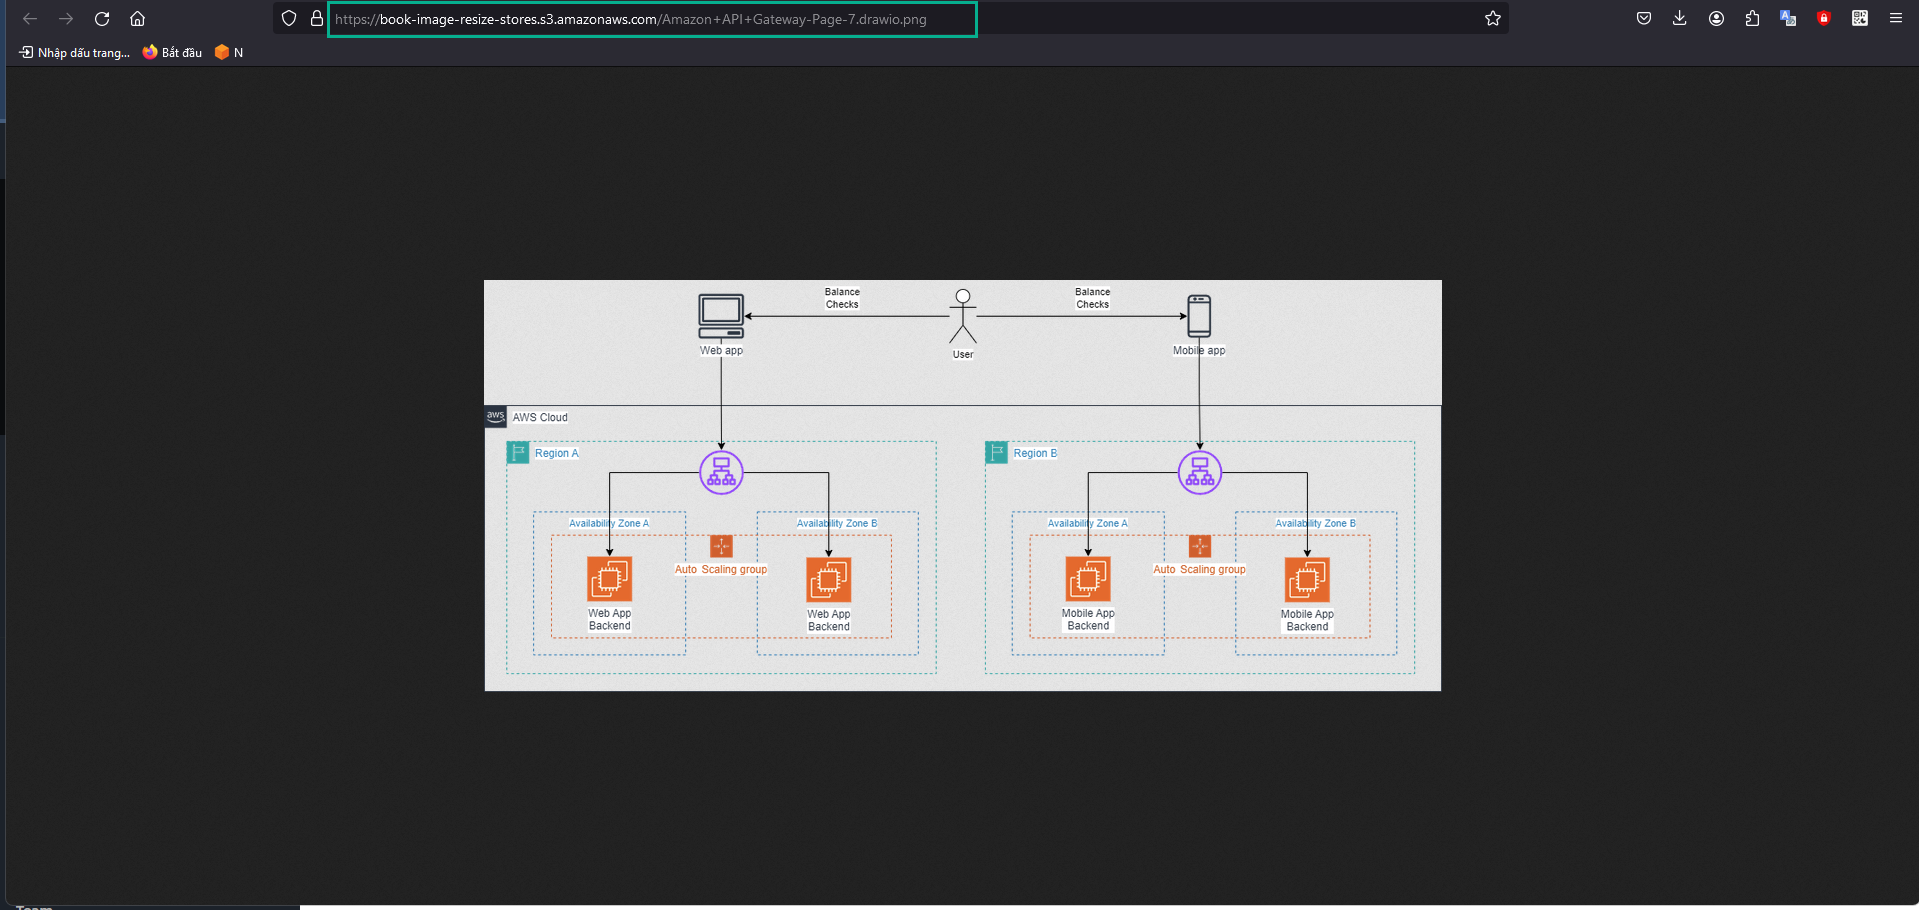 https://book-image-resize-stores.s3.amazonaws.com/Amazon+API+Gateway-Page-7.drawio.png
Nhập dấu trang...
Bắt đầu
N
Balance
Checks
Balance
Checks
Web app
User
Mobile app
aws
AWS Cloud
Region A
Region B
Availability Zone A
Availability Zone B
Availability Zone A
Availability Zone B
Auto Scaling group
Auto Scaling group
Web App
Backend
Web App
Backend
Mobile App
Backend
Mobile App
Backend
Team